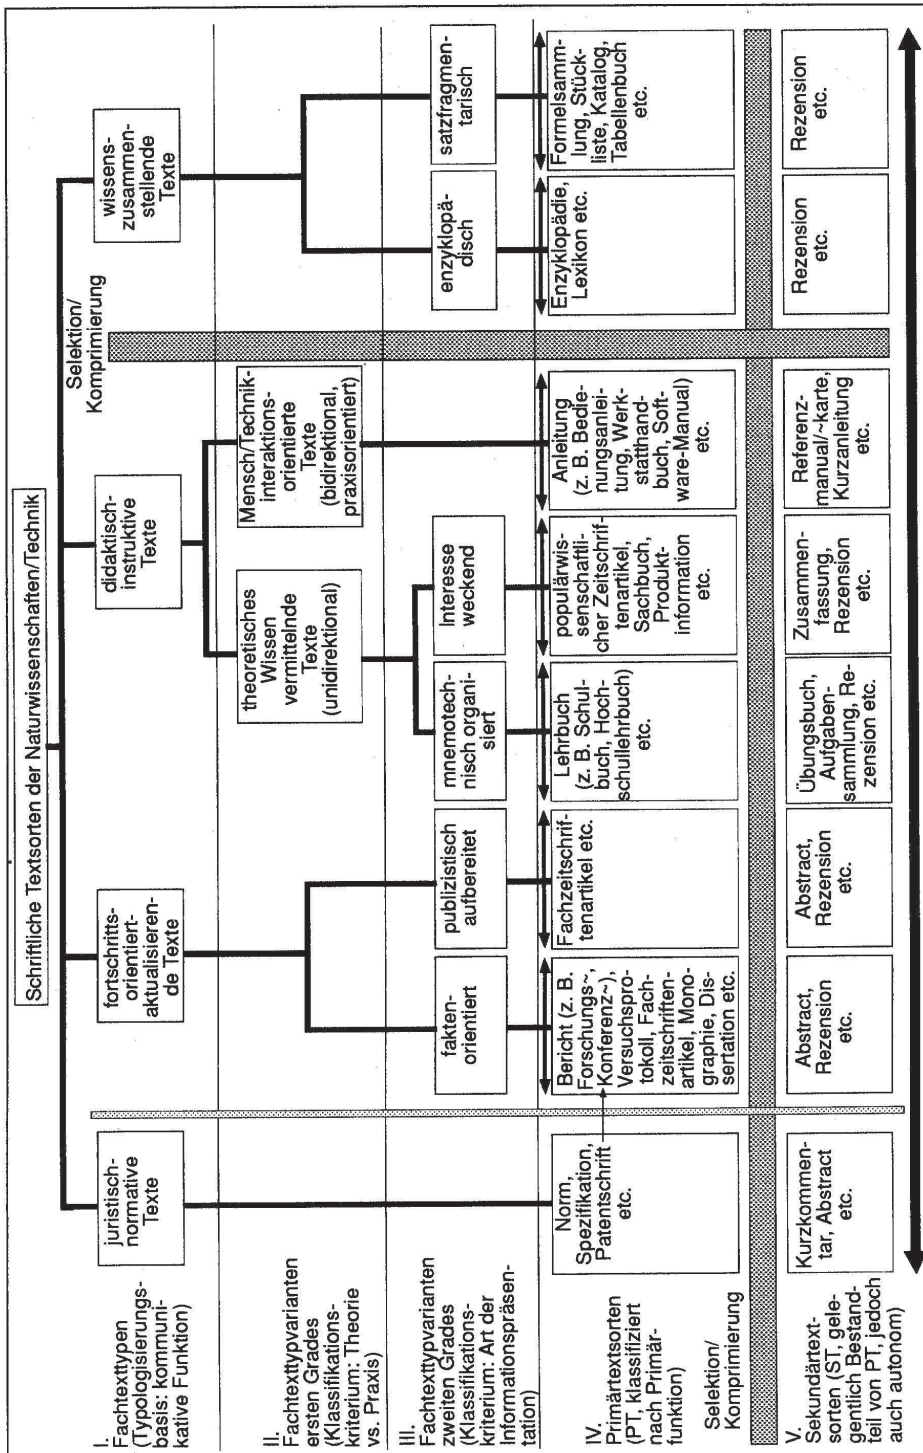 Schriftliche Textsorten der Naturwissenschaften/Technik
I.
Fachtexttypen
(Typologisierungs-
basis: kommuni-
kative Funktion)
juristisch-
normative
Texte
fortschritts-
orientiert-
aktualisieren-
de Texte
didaktisch-
instruktive
Texte
Selektion/
Komprimierung
wissens-
zusammen-
stellende
Texte
II.
Fachtexttypvarianten
ersten Grades
(Klassifikations-
kriterium: Theorie
vs. Praxis)
theoretisches
Wissen
vermittelnde
Texte
(unidirektional)
Mensch/Technik-
interaktions-
orientierte
Texte
(bidirektional,
praxisorientiert)
III.
Fachtexttypvarianten
zweiten Grades
(Klassifikations-
kriterium: Art der
Informationspräsen-
tation)
fakten-
orientiert
publizistisch
aufbereitet
mnemotech-
nisch organi-
siert
Interesse
weckend
enzyklopä-
disch
satzfragmen-
tarisch
IV.
Primärtextsorten
(PT, klassifiziert
nach Primär-
funktion)
Norm,
Spezifikation,
Patentschrift
etc.
Bericht (z. B.
Forschungs~,
Konferenz~),
Versuchspro-
tokoll, Fach-
zeitschriften-
artikel, Mono-
graphie, Dis-
sertation etc.
Fachzeitschrif-
tenartikel etc.
Lehrbuch
(z. B. Schul-
buch, Hoch-
schullehrbuch)
etc.
populärwis-
senschaftli-
cher Zeitschrif-
tenartikel,
Sachbuch,
Produkt-
information
etc.
Anleitung
(z. B. Bedie-
nungsanlei-
tung, Werk-
statthand-
buch, Soft-
ware-Manual)
etc.
Enzyklopädie,
Lexikon etc.
Formelsamm-
lung, Stück-
liste, Katalog,
Tabellenbuch
etc.
Selektion/
Komprimierung
V.
Sekundärtext-
sorten (ST, gele-
gentlich Bestand-
teil von PT, jedoch
auch autonom)
Kurzkommen-
tar, Abstract
etc.
Abstract,
Rezension
etc.
Abstract,
Rezension
etc.
Übungsbuch,
Aufgaben-
sammlung, Re-
zension etc.
Zusammen-
fassung,
Rezension
etc.
Referenz-
manual/~karte,
Kurzanleitung
etc.
Rezension
etc.
Rezension
etc.